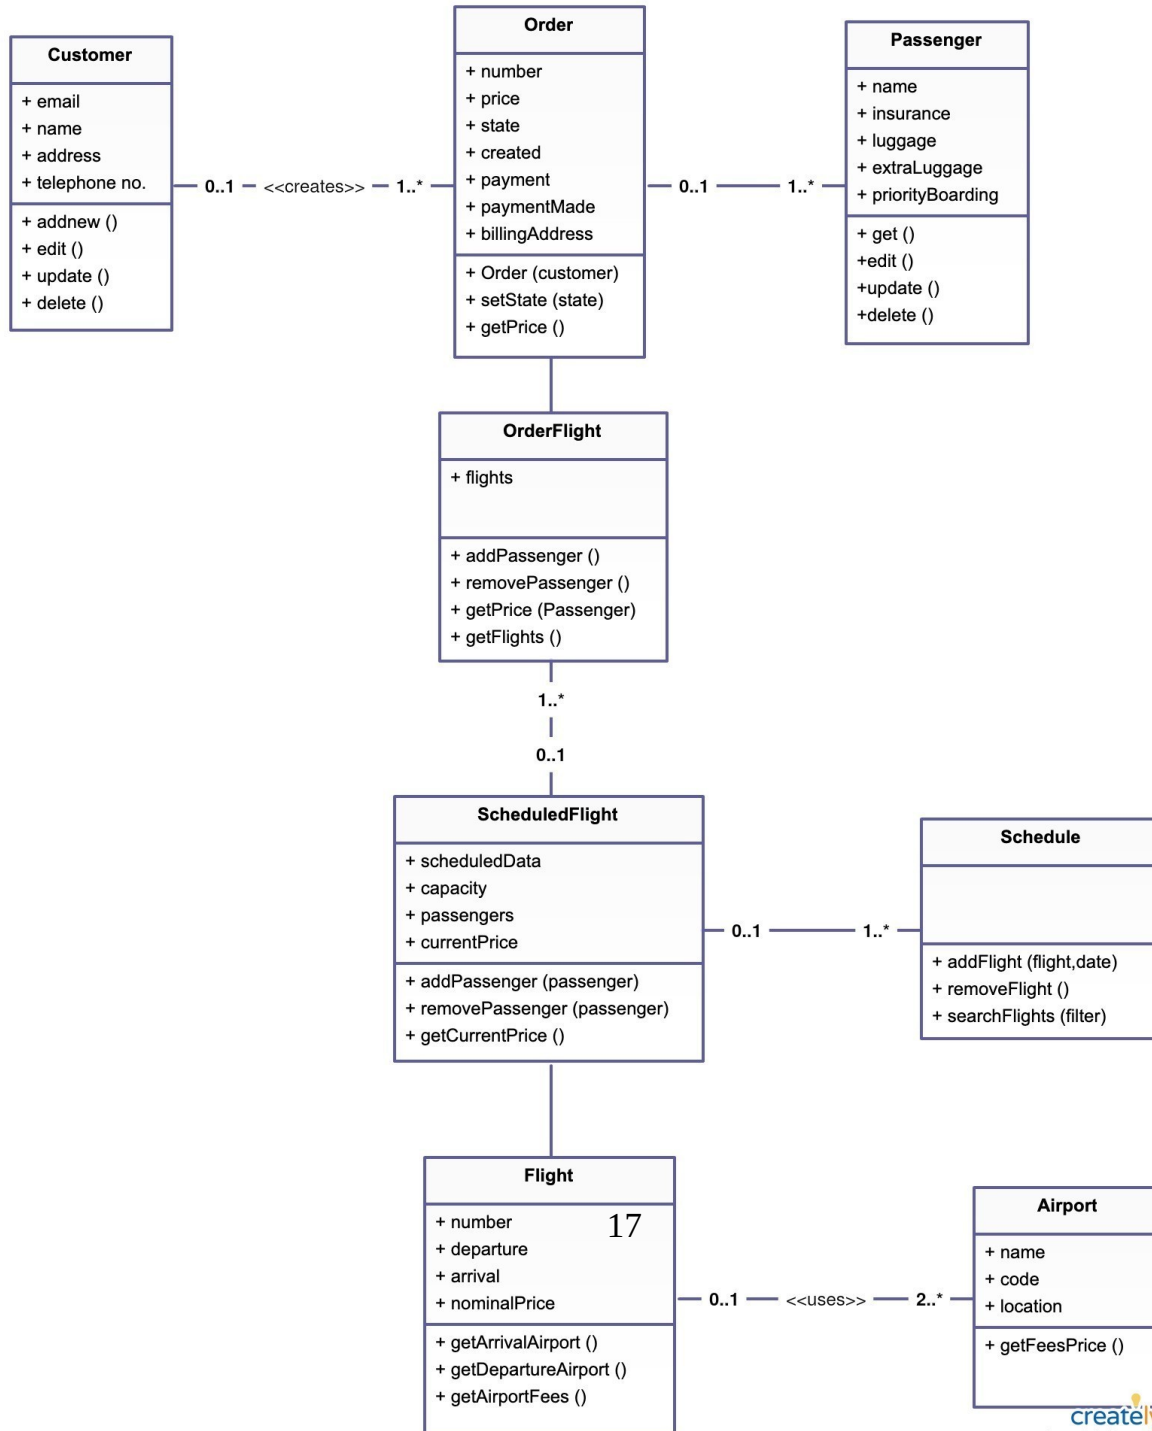 Customer
+ email
+ name
+ address
+ telephone no.
+ addnew ()
+ edit ()
+ update ()
+ delete ()
0..1
<<creates>>
1..*
Order
+ number
+ price
+ state
+ created
+ payment
+ paymentMade
+ billingAddress
+ Order (customer)
+ setState (state)
+ getPrice ()
0..1
1..*
Passenger
+ name
+ insurance
+ luggage
+ extraLuggage
+ priorityBoarding
+ get ()
+edit ()
+update ()
+delete ()
OrderFlight
+ flights
+ addPassenger ()
+ removePassenger ()
+ getPrice (Passenger)
+ getFlights ()
1..*
0..1
ScheduledFlight
+ scheduledData
+ capacity
+ passengers
+ currentPrice
+ addPassenger (passenger)
+ removePassenger (passenger)
+ getCurrentPrice ()
0..1
1..*
Schedule
+ addFlight (flight,date)
+ removeFlight ()
+ searchFlights (filter)
Flight
+ number
17
+ departure
+ arrival
+ nominalPrice
+ getArrivalAirport ()
+ getDepartureAirport ()
+ getAirportFees ()
0..1
<<uses>>
2..*
Airport
+ name
+ code
+ location
+ getFeesPrice ()